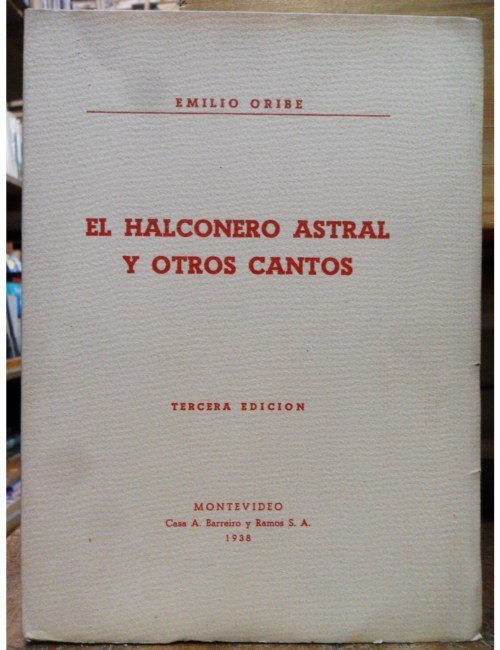 EMILIO ORIBE
EL HALCONERO ASTRAL
Y OTROS CANTOS
TERCERA EDICION
MONTEVIDEO
Casa A. Barreiro y Ramos S. A.
1938